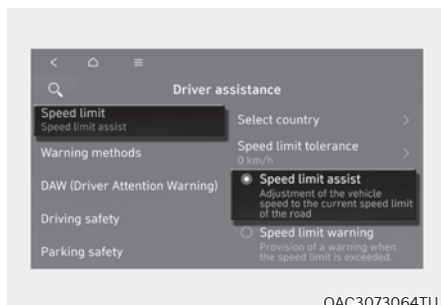 Driver assistance
Speed limit
Speed limit assist
Warning methods
DAW (Driver Attention Warning)
Driving safety
Parking safety
Select country
Speed limit tolerance
0 km/h
Speed limit assist
Adjustment of the vehicle
speed to the current speed limit
of the road
Speed limit warning
Provision of a warning when
the speed limit is exceeded.
OAC3073064TU